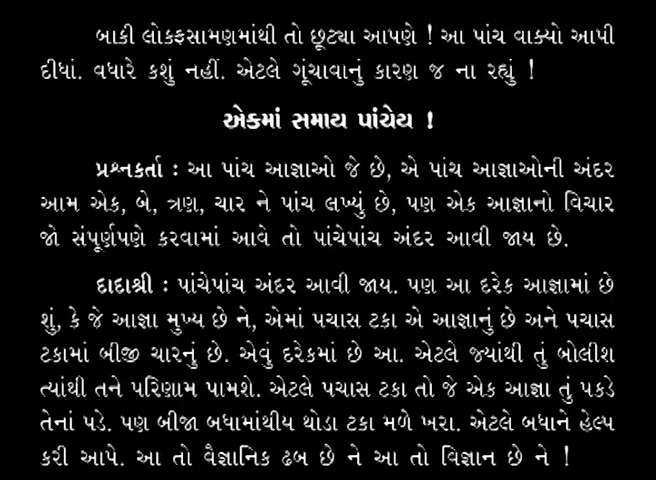 બાકી લોકફસામણમાંથી તો છૂટ્યા આપણે ! આ પાંચ વાક્યો આપી
દીધાં. વધારે કશું નહીં. એટલે ગૂંચાવાનું કારણ જ ના રહ્યું !
એકમાં સમાય પાંચેય !
પ્રશ્નકર્તા : આ પાંચ આજ્ઞાઓ જે છે, એ પાંચ આજ્ઞાઓની અંદર
આમ એક, બે, ત્રણ, ચાર ને પાંચ લખ્યું છે, પણ એક આજ્ઞાનો વિચાર
જો સંપૂર્ણપણે કરવામાં આવે તો પાંચેપાંચ અંદર આવી જાય છે.
દાદાશ્રી : પાંચેપાંચ અંદર આવી જાય. પણ આ દરેક આજ્ઞામાં છે
શું, કે જે આજ્ઞા મુખ્ય છે ને, એમાં પચાસ ટકા એ આજ્ઞાનું છે અને પચાસ
ટકામાં બીજી ચારનું છે. એવું દરેકમાં છે આ. એટલે જ્યાંથી તું બોલીશ
ત્યાંથી તને પરિણામ પામશે. એટલે પચાસ ટકા તો જે એક આજ્ઞા તું પકડે
તેનાં પડે. પણ બીજા બધામાંથીય થોડા ટકા મળે ખરા. એટલે બધાને હેલ્પ
કરી આપે. આ તો વૈજ્ઞાનિક ઢબ છે ને આ તો વિજ્ઞાન છે ને !